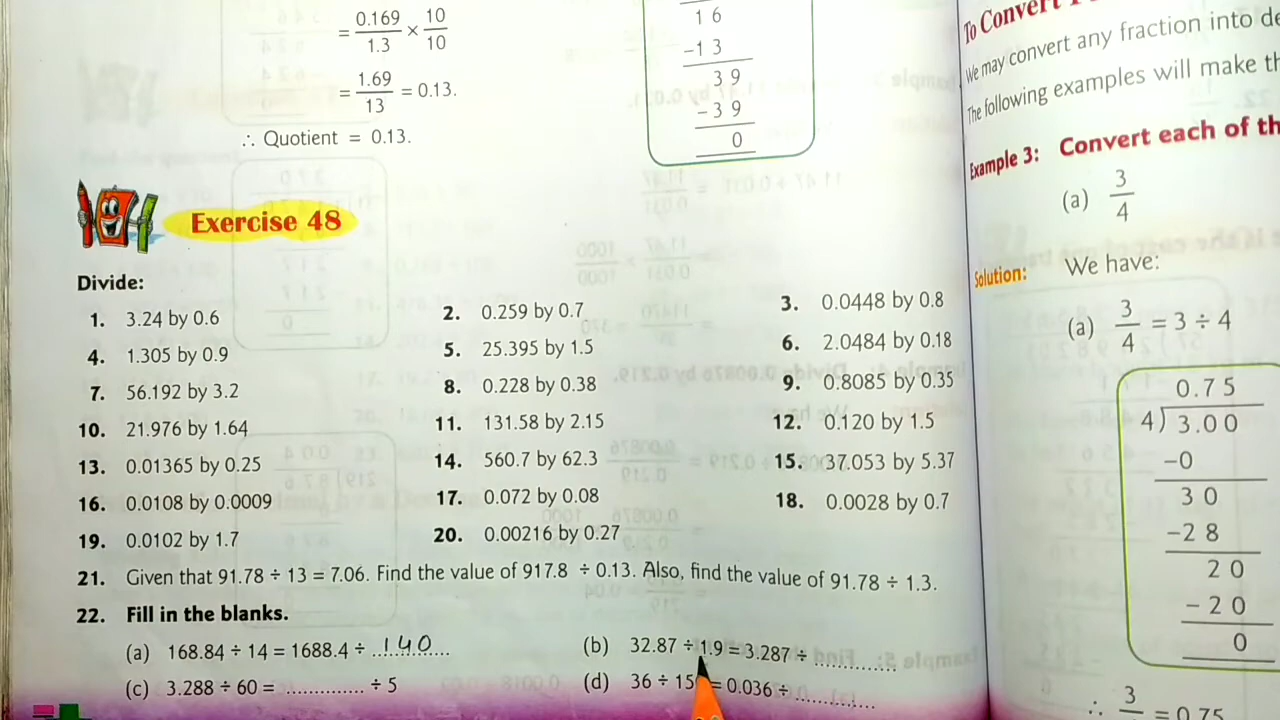 = 0.169/1.3 × 10/10
= 1.69/13 = 0.13.
∴ Quotient = 0.13.
16
–13
39
–39
0
Exercise 48
Divide:
1. 3.24 by 0.6
2. 0.259 by 0.7
3. 0.0448 by 0.8
4. 1.305 by 0.9
5. 25.395 by 1.5
6. 2.0484 by 0.18
7. 56.192 by 3.2
8. 0.228 by 0.38
9. 0.8085 by 0.35
10. 21.976 by 1.64
11. 131.58 by 2.15
12. 0.120 by 1.5
13. 0.01365 by 0.25
14. 560.7 by 62.3
15. 37.053 by 5.37
16. 0.0108 by 0.0009
17. 0.072 by 0.08
18. 0.0028 by 0.7
19. 0.0102 by 1.7
20. 0.00216 by 0.27
21. Given that 91.78 ÷ 13 = 7.06. Find the value of 917.8 ÷ 0.13. Also, find the value of 91.78 ÷ 1.3.
22. Fill in the blanks.
(a) 168.84 ÷ 14 = 1688.4 ÷ 140
(b) 32.87 ÷ 1.9 = 3.287 ÷ ..............
(c) 3.288 ÷ 60 = .............. ÷ 5
(d) 36 ÷ 15 = 0.036 ÷ ..............
To Convert
We may convert any fraction into
The following examples will make
Example 3: Convert each of
(a) 3/4
Solution: We have:
(a) 3/4 = 3 ÷ 4
0.75
4) 3.00
–0
30
–28
20
–20
0
∴ 3/ = 0.75